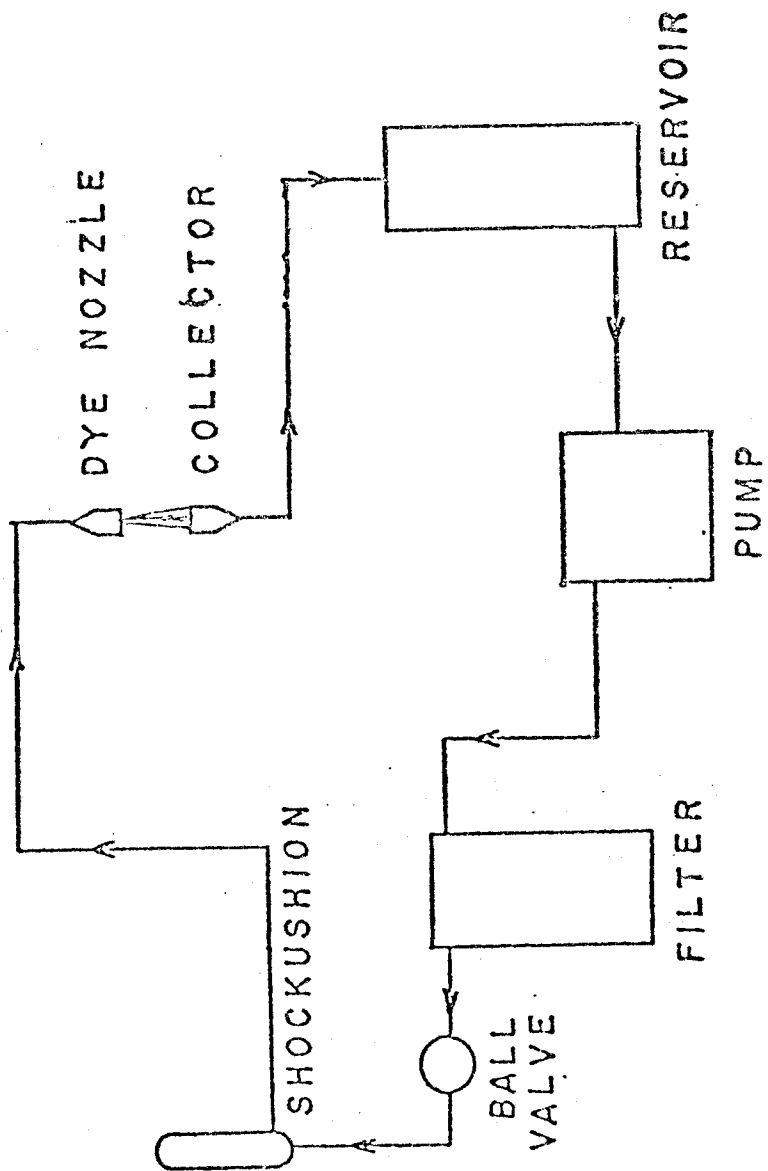 DYE NOZZLE
COLLECTOR
RESERVOIR
PUMP
SHOCKUSHION
FILTER
BALL
VALVE